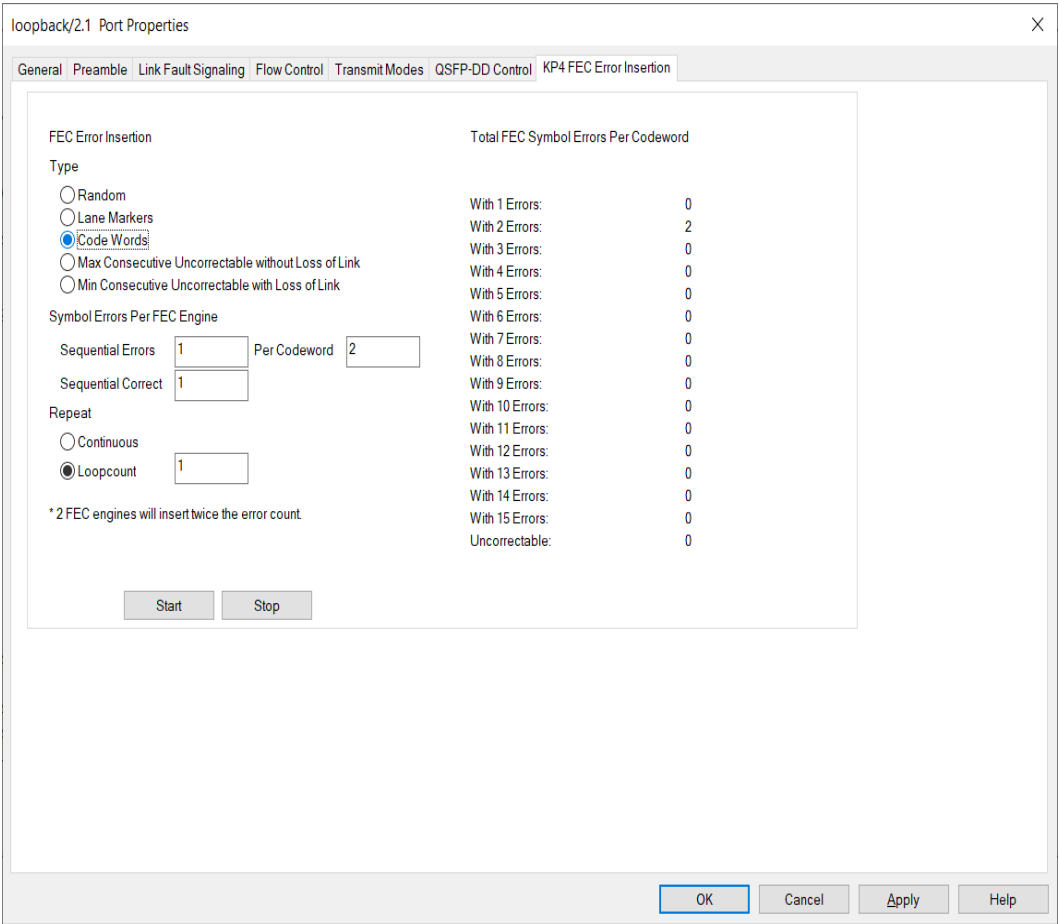 loopback/2.1 Port Properties
General Preamble Link Fault Signaling Flow Control Transmit Modes QSFP-DD Control KP4 FEC Error Insertion
FEC Error Insertion
Type
Random
Lane Markers
Code Words
Max Consecutive Uncorrectable without Loss of Link
Min Consecutive Uncorrectable with Loss of Link
Symbol Errors Per FEC Engine
Sequential Errors 1 Per Codeword 2
Sequential Correct 1
Repeat
Continuous
Loopcount 1
* 2 FEC engines will insert twice the error count.
Start Stop
Total FEC Symbol Errors Per Codeword
With 1 Errors: 0
With 2 Errors: 2
With 3 Errors: 0
With 4 Errors: 0
With 5 Errors: 0
With 6 Errors: 0
With 7 Errors: 0
With 8 Errors: 0
With 9 Errors: 0
With 10 Errors: 0
With 11 Errors: 0
With 12 Errors: 0
With 13 Errors: 0
With 14 Errors: 0
With 15 Errors: 0
Uncorrectable: 0
OK Cancel Apply Help